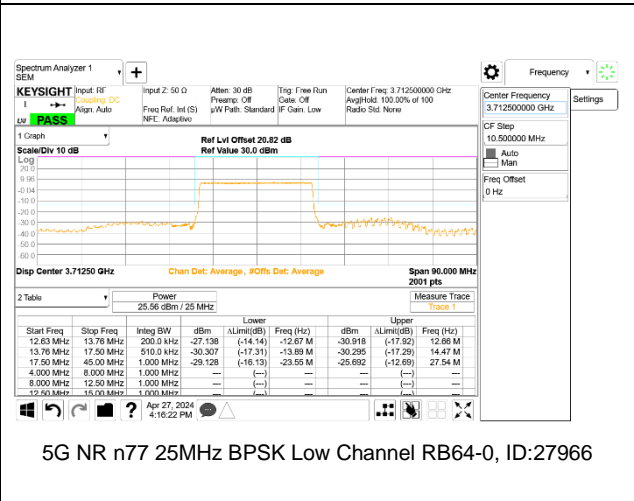 Spectrum Analyzer 1
SEM
Frequency
KEYSIGHT
Input: RF
Coupling: DC
Align: Auto
Input Z: 50 Ω
Freq Ref: Int (S)
NFE: Adaptive
Atten: 30 dB
Preamp: Off
µW Path: Standard
Trig: Free Run
Gate: Off
IF Gain: Low
Center Freq: 3.712500000 GHz
Avg|Hold: 100.00% of 100
Radio Std: None
PASS
Center Frequency
3.712500000 GHz
Settings
CF Step
10.500000 MHz
Auto
Man
Freq Offset
0 Hz
1 Graph
Scale/Div 10 dB
Ref Lvl Offset 20.82 dB
Ref Value 30.0 dBm
Log
20.0
9.96
-0.04
-10.0
-20.0
-30.0
-40.0
-50.0
-60.0
Disp Center 3.71250 GHz
Chan Det: Average, #Offs Det: Average
Span 90.000 MHz
2001 pts
2 Table
Power
25.56 dBm / 25 MHz
Measure Trace
Trace 1
Lower Upper
Start Freq Stop Freq Integ BW dBm ΔLimit(dB) Freq (Hz) dBm ΔLimit(dB) Freq (Hz)
12.63 MHz 13.76 MHz 200.0 kHz -27.138 (-14.14) -12.67 M -30.918 (-17.92) 12.66 M
13.76 MHz 17.50 MHz 510.0 kHz -30.307 (-17.31) -13.89 M -30.295 (-17.29) 14.47 M
17.50 MHz 45.00 MHz 1.000 MHz -29.128 (-16.13) -23.55 M -25.692 (-12.69) 27.54 M
4.000 MHz 8.000 MHz 1.000 MHz --- (---) --- (---)
8.000 MHz 12.50 MHz 1.000 MHz --- (---) --- (---)
12.50 MHz 15.00 MHz 1.000 MHz --- (---) --- (---)
?
Apr 27, 2024
4:16:22 PM
5G NR n77 25MHz BPSK Low Channel RB64-0, ID:27966